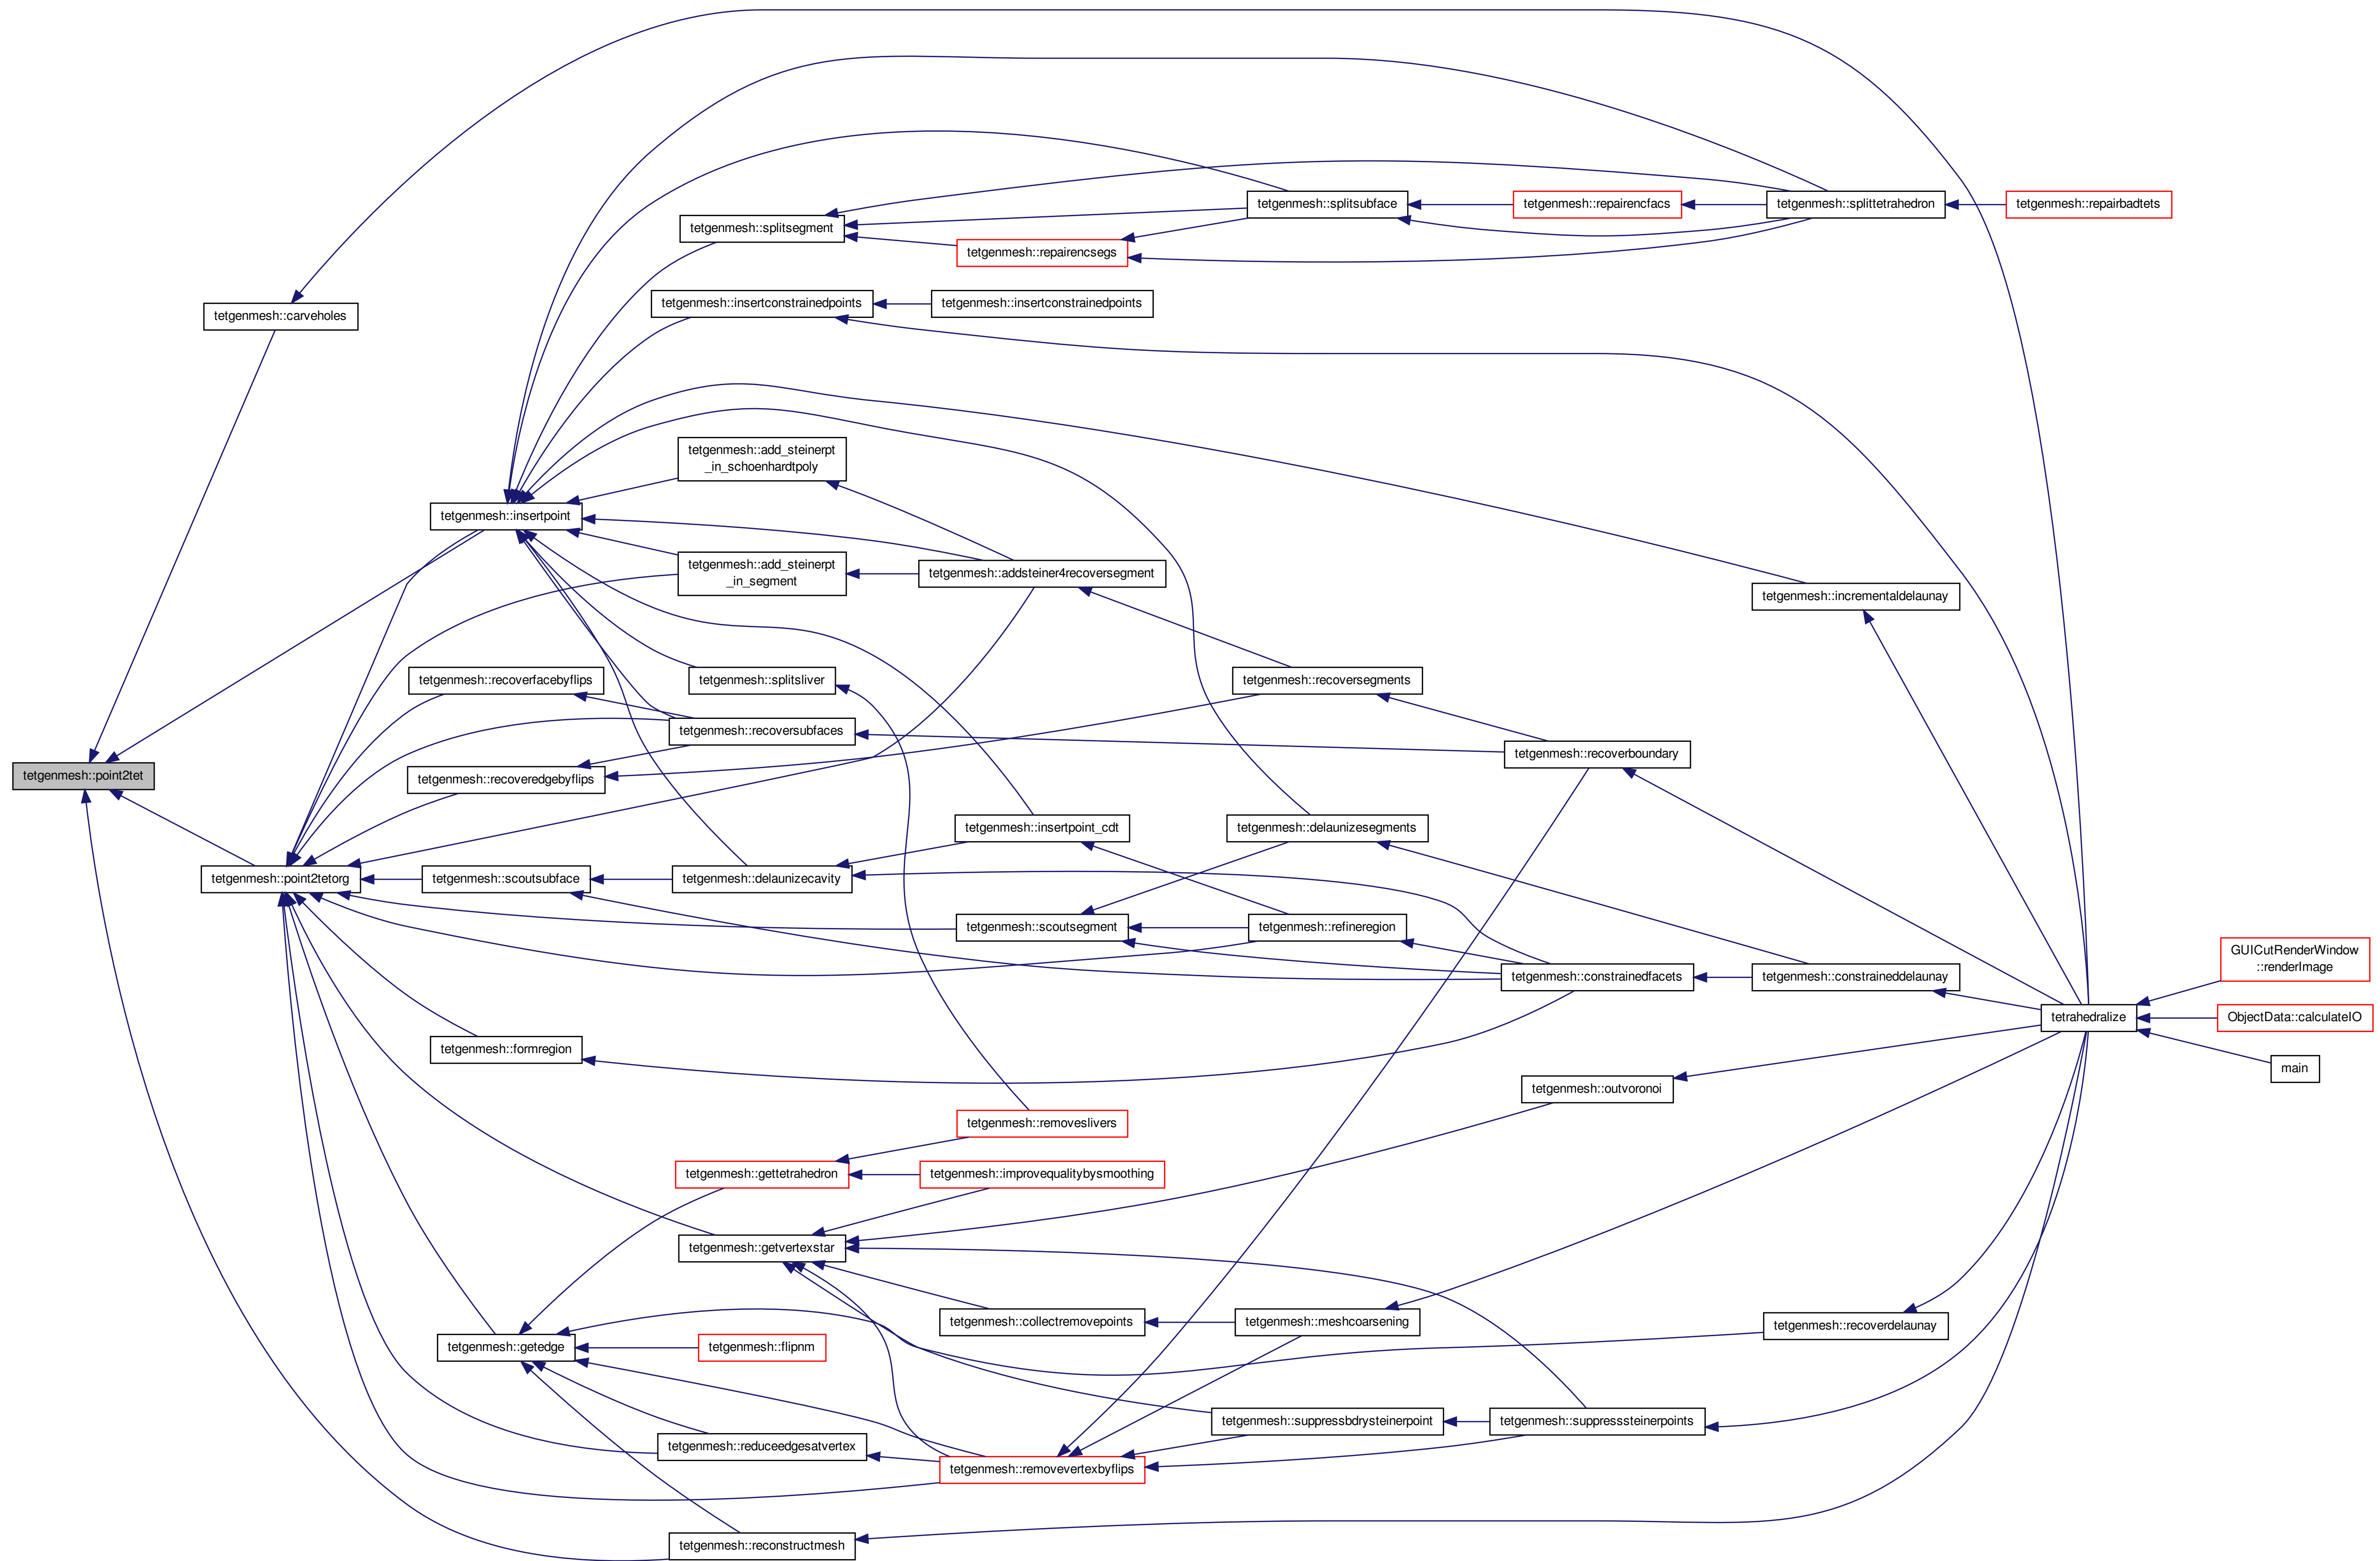 tetgenmesh::splitsubface
tetgenmesh::repairencfacs
tetgenmesh::splittetrahedron
tetgenmesh::repairbadtets
tetgenmesh::splitsegment
tetgenmesh::repairencsegs
tetgenmesh::insertconstrainedpoints
tetgenmesh::insertconstrainedpoints
tetgenmesh::carveholes
tetgenmesh::add_steinerpt
_in_schoenhardtpoly
tetgenmesh::insertpoint
tetgenmesh::add_steinerpt
_in_segment
tetgenmesh::addsteiner4recoversegment
tetgenmesh::incrementaldelaunay
tetgenmesh::recoverfacebyflips
tetgenmesh::splitsliver
tetgenmesh::recoversegments
tetgenmesh::recoversubfaces
tetgenmesh::recoverboundary
tetgenmesh::point2tet
tetgenmesh::recoveredgebyflips
tetgenmesh::insertpoint_cdt
tetgenmesh::delaunizesegments
tetgenmesh::point2tetorg
tetgenmesh::scoutsubface
tetgenmesh::delaunizecavity
tetgenmesh::scoutsegment
tetgenmesh::refineregion
tetgenmesh::constrainedfacets
tetgenmesh::constraineddelaunay
GUICutRenderWindow
::renderImage
tetrahedralize
ObjectData::calculateIO
tetgenmesh::formregion
main
tetgenmesh::outvoronoi
tetgenmesh::removeslivers
tetgenmesh::gettetrahedron
tetgenmesh::improvequalitybysmoothing
tetgenmesh::getvertexstar
tetgenmesh::collectremovepoints
tetgenmesh::meshcoarsening
tetgenmesh::recoverdelaunay
tetgenmesh::getedge
tetgenmesh::flipnm
tetgenmesh::suppressbdrysteinerpoint
tetgenmesh::suppresssteinerpoints
tetgenmesh::reduceedgesatvertex
tetgenmesh::removevertexbyflips
tetgenmesh::reconstructmesh